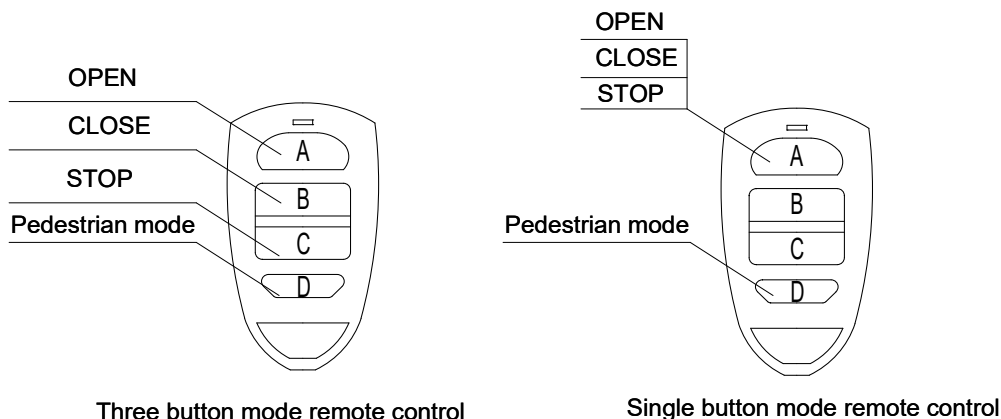 OPEN
CLOSE
STOP
Pedestrian mode
A
B
C
D
Three button mode remote control
OPEN
CLOSE
STOP
Pedestrian mode
A
B
C
D
Single button mode remote control